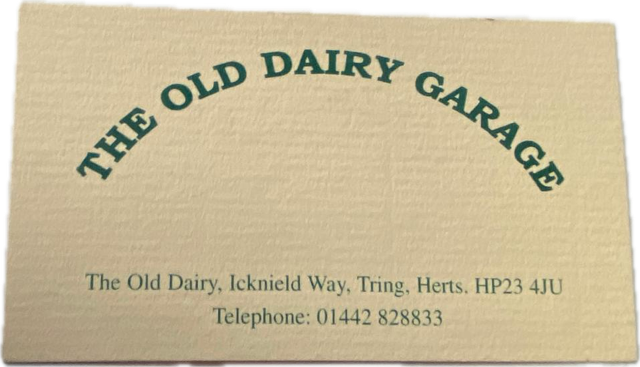 THE OLD DAIRY GARAGE
The Old Dairy, Icknield Way, Tring, Herts. HP23 4JU
Telephone: 01442 828833